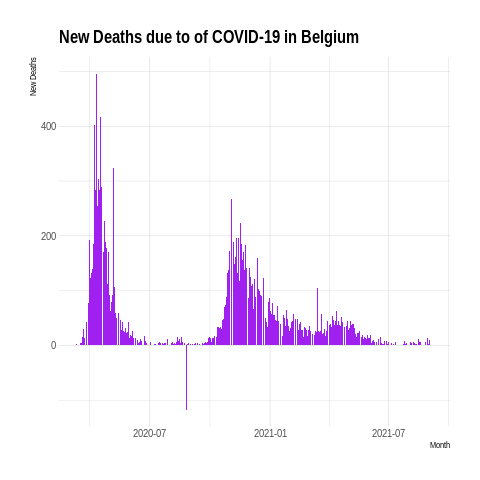 New Deaths due to of COVID-19 in Belgium
New Deaths
400
200
0
2020-07
2021-01
2021-07
Month